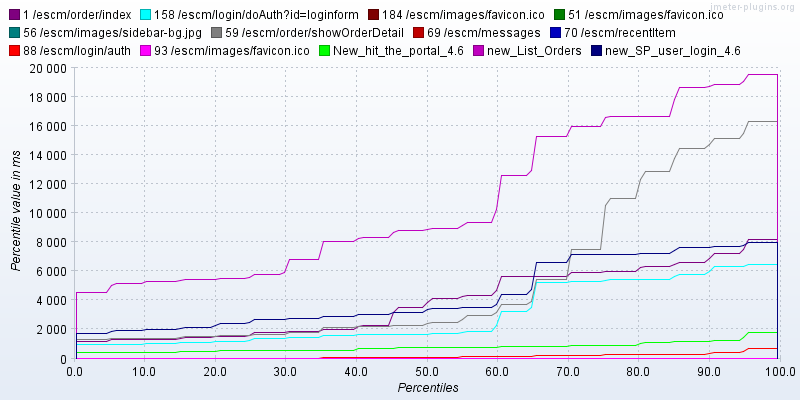 jmeter-plugins.org
1 /escm/order/index 158 /escm/login/doAuth?id=loginform 184 /escm/images/favicon.ico 51 /escm/images/favicon.ico
56 /escm/images/sidebar-bg.jpg 59 /escm/order/showOrderDetail 69 /escm/messages 70 /escm/recentItem
88 /escm/login/auth 93 /escm/images/favicon.ico New_hit_the_portal_4.6 new_List_Orders new_SP_user_login_4.6
20 000
18 000
16 000
14 000
12 000
10 000
8 000
6 000
4 000
2 000
0
Percentile value in ms
0.0 10.0 20.0 30.0 40.0 50.0 60.0 70.0 80.0 90.0 100.0
Percentiles